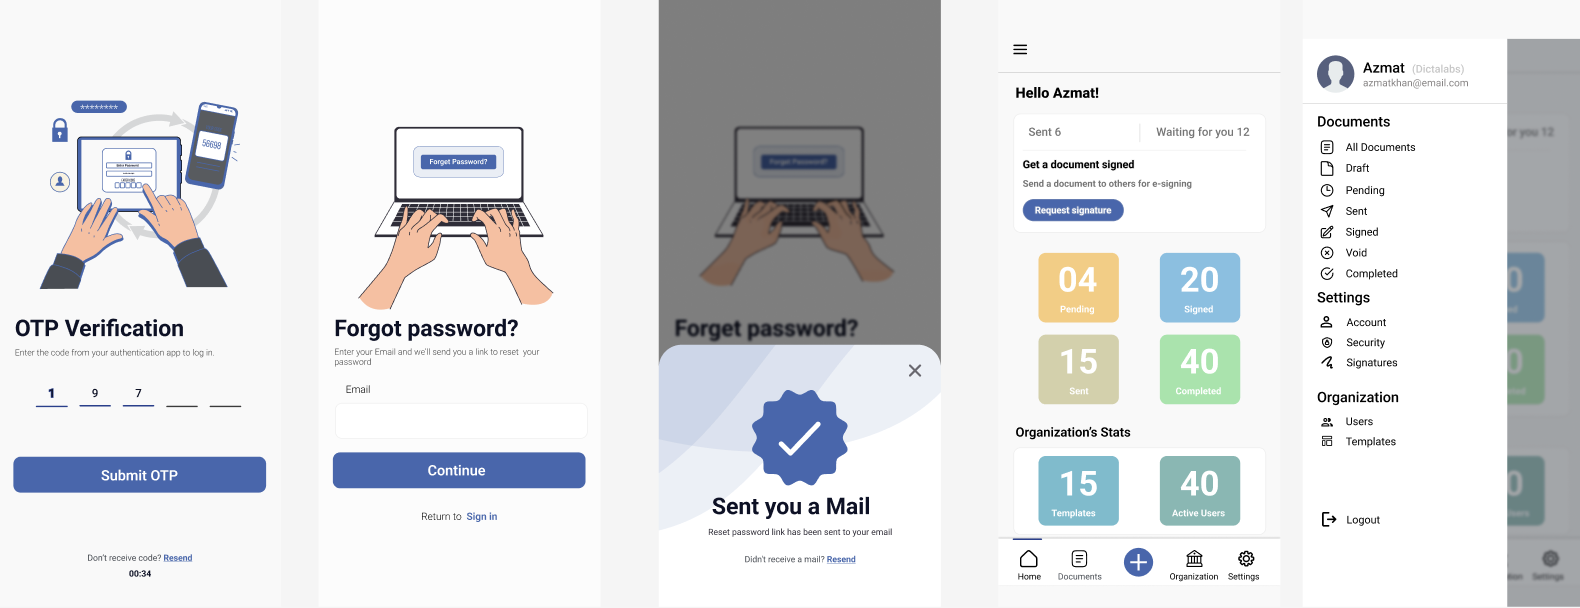 ********
56698
OTP Verification
Enter the code from your authentication app to log in.
1 9 7
Submit OTP
Don't receive code? Resend
00:34
Forget Password?
Forgot password?
Enter your Email and we'll send you a link to reset your
password
Email
Continue
Return to Sign in
Forget Password?
Forget password?
Sent you a Mail
Reset password link has been sent to your email
Didn't receive a mail? Resend
Hello Azmat!
Sent 6
Waiting for you 12
Get a document signed
Send a document to others for e-signing
Request signature
04
Pending
20
Signed
15
Sent
40
Completed
Organization's Stats
15
Templates
40
Active Users
Home
Documents
Organization
Settings
Azmat (Dictalabs)
azmatkhan@email.com
Documents
All Documents
Draft
Pending
Sent
Signed
Void
Completed
Settings
Account
Security
Signatures
Organization
Users
Templates
Logout
you 12
Settings